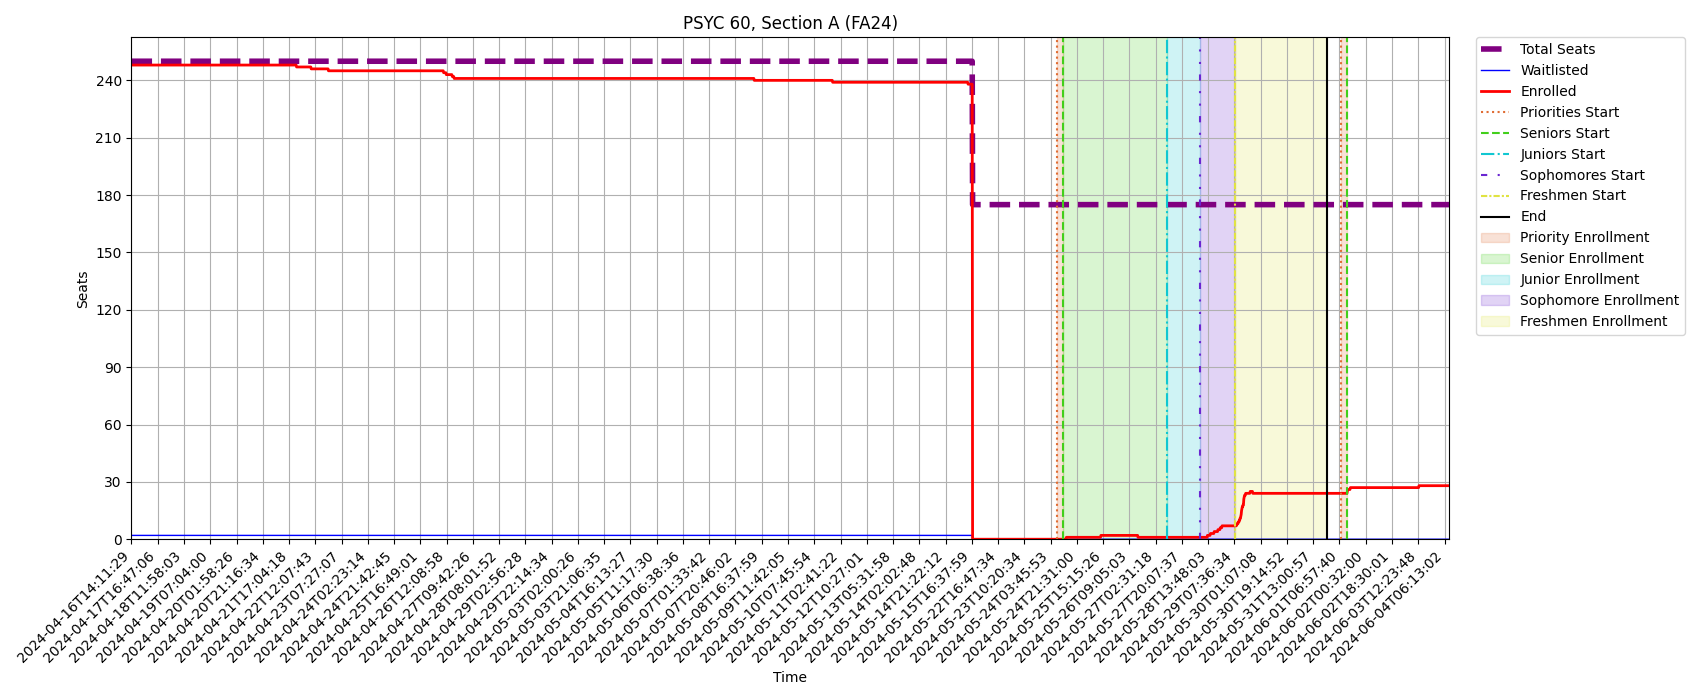 PSYC 60, Section A (FA24)
Seats
240
210
180
150
120
90
60
30
0
2024-04-16T14:11:29
2024-04-17T16:47:06
2024-04-18T11:58:03
2024-04-19T07:04:00
2024-04-20T01:58:26
2024-04-20T21:16:34
2024-04-21T17:04:18
2024-04-22T12:07:43
2024-04-23T07:27:07
2024-04-24T02:23:14
2024-04-24T21:42:45
2024-04-25T16:49:01
2024-04-26T12:08:58
2024-04-27T09:42:26
2024-04-28T08:01:52
2024-04-29T02:56:28
2024-04-29T22:14:34
2024-05-03T02:00:26
2024-05-03T21:06:35
2024-05-04T16:13:27
2024-05-05T11:17:30
2024-05-06T06:38:36
2024-05-07T01:33:42
2024-05-07T20:46:02
2024-05-08T16:37:59
2024-05-09T11:42:05
2024-05-10T07:45:54
2024-05-11T02:41:22
2024-05-12T10:27:01
2024-05-13T05:31:58
2024-05-14T02:02:48
2024-05-14T21:22:12
2024-05-15T16:37:59
2024-05-22T16:47:34
2024-05-23T10:20:34
2024-05-24T03:45:53
2024-05-24T21:31:00
2024-05-25T15:15:26
2024-05-26T09:05:03
2024-05-27T02:31:18
2024-05-27T20:07:37
2024-05-28T13:48:03
2024-05-29T07:36:34
2024-05-30T01:07:08
2024-05-30T19:14:52
2024-05-31T13:00:57
2024-06-01T06:57:40
2024-06-02T00:32:00
2024-06-02T18:30:01
2024-06-03T12:23:48
2024-06-04T06:13:02
Time
Total Seats
Waitlisted
Enrolled
Priorities Start
Seniors Start
Juniors Start
Sophomores Start
Freshmen Start
End
Priority Enrollment
Senior Enrollment
Junior Enrollment
Sophomore Enrollment
Freshmen Enrollment